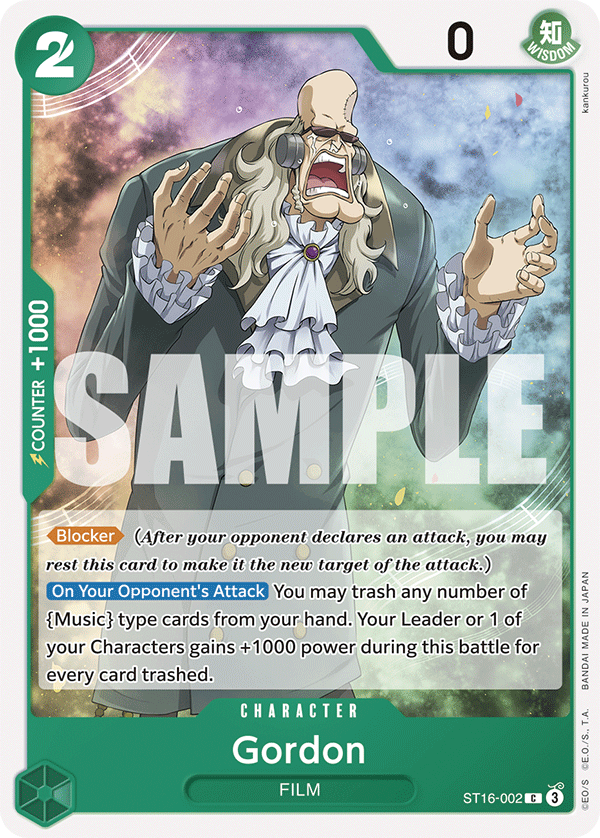 2
0
知
WISDOM
kankurou
COUNTER +1000
SAMPLE
Blocker (After your opponent declares an attack, you may
rest this card to make it the new target of the attack.)
On Your Opponent's Attack You may trash any number of
{Music} type cards from your hand. Your Leader or 1 of
your Characters gains +1000 power during this battle for
every card trashed.
©E.O./S., T.A. BANDAI MADE IN JAPAN
©EO/S
CHARACTER
Gordon
FILM
ST16-002 C 3